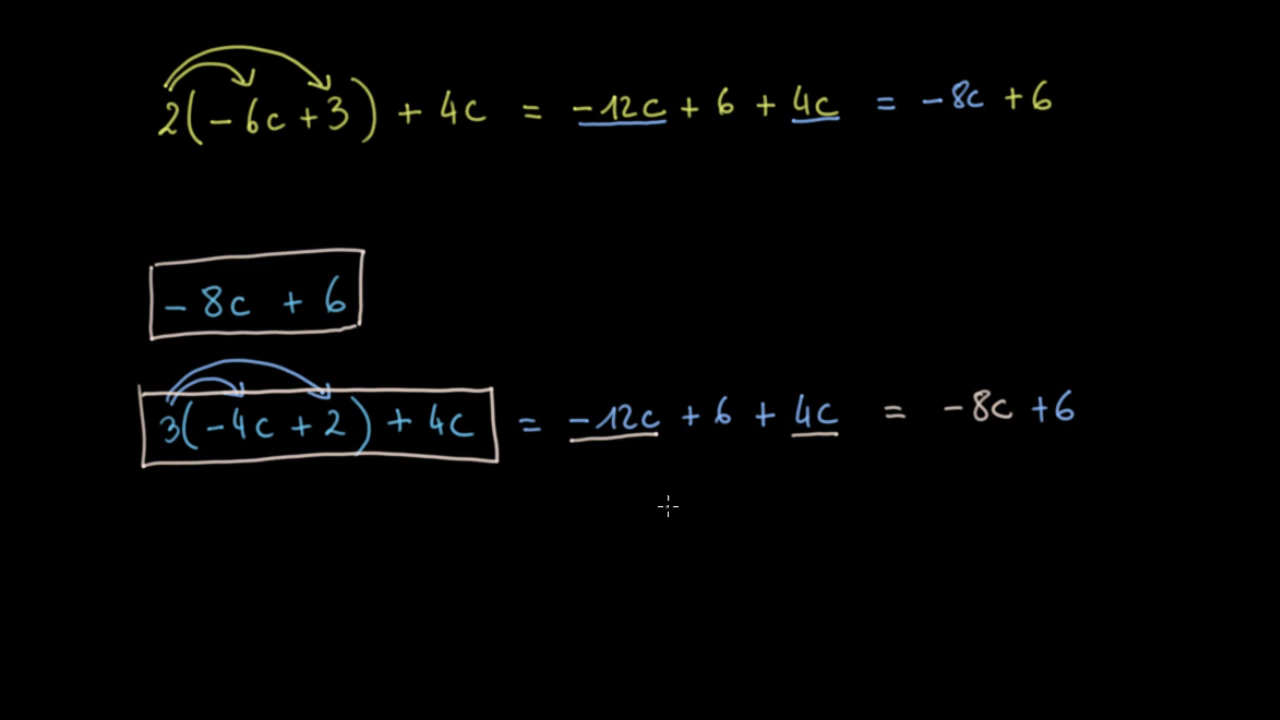 2(-6c+3) + 4c = -12c + 6 + 4c = -8c + 6
-8c + 6
3(-4c+2) + 4c = -12c + 6 + 4c = -8c + 6